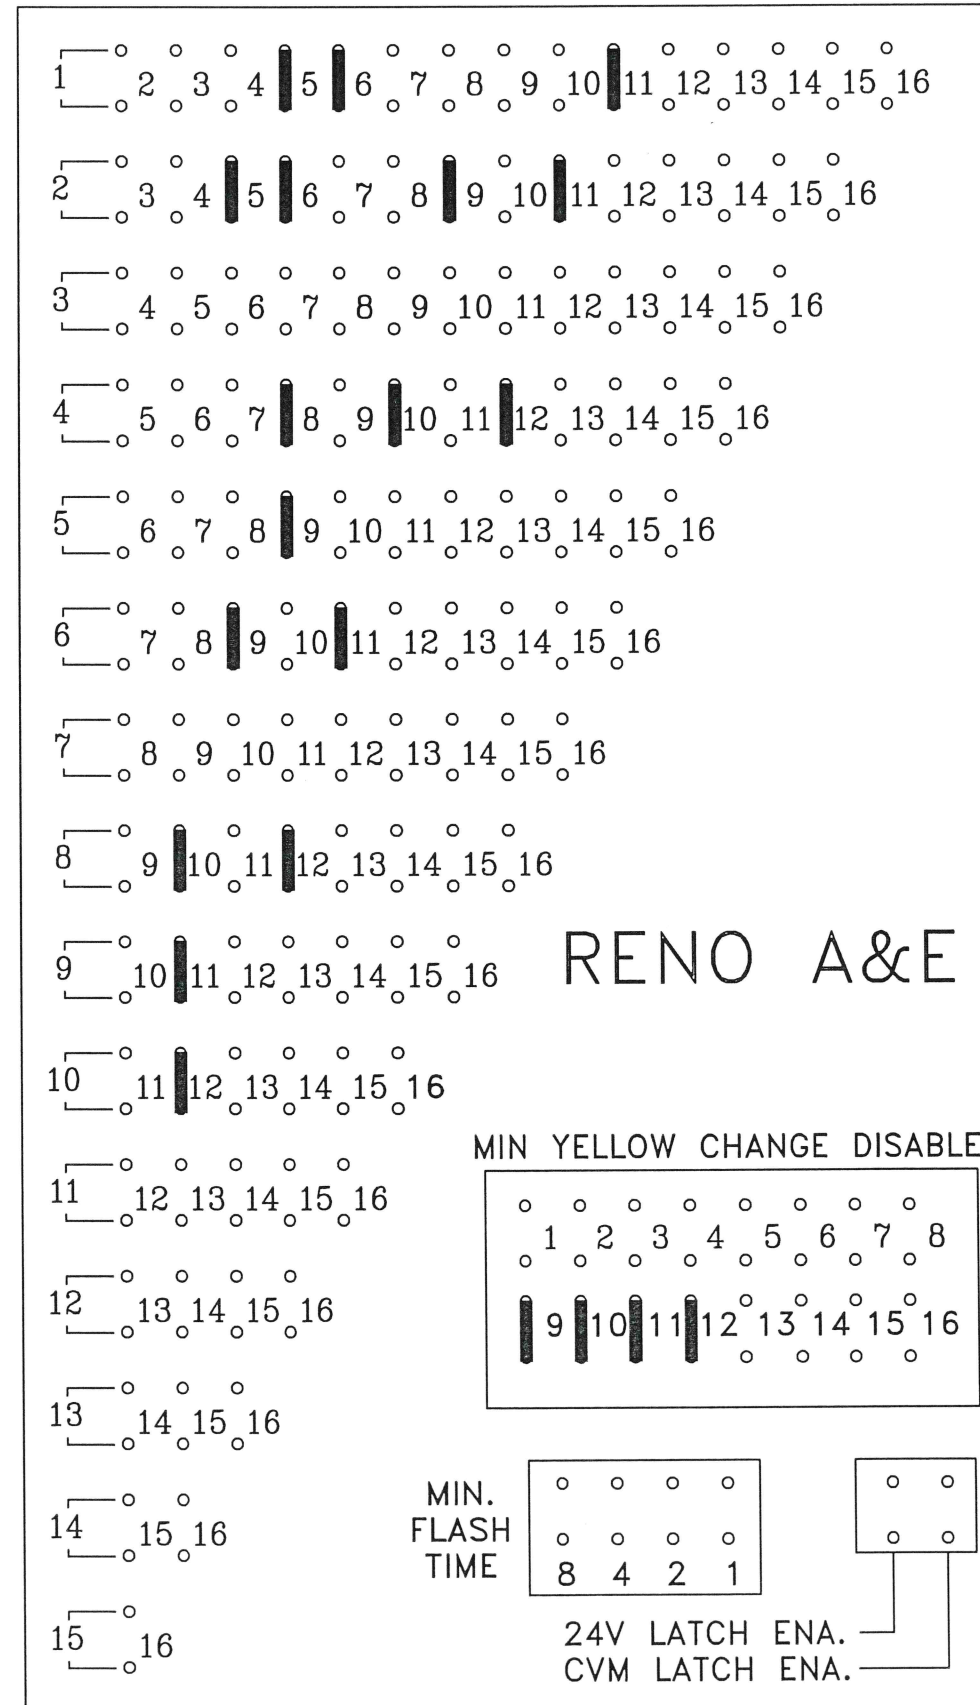 1 2 3 4 5 6 7 8 9 10 11 12 13 14 15 16
2 3 4 5 6 7 8 9 10 11 12 13 14 15 16
3 4 5 6 7 8 9 10 11 12 13 14 15 16
4 5 6 7 8 9 10 11 12 13 14 15 16
5 6 7 8 9 10 11 12 13 14 15 16
6 7 8 9 10 11 12 13 14 15 16
7 8 9 10 11 12 13 14 15 16
8 9 10 11 12 13 14 15 16
9 10 11 12 13 14 15 16
RENO A&E
10 11 12 13 14 15 16
MIN YELLOW CHANGE DISABLE
11 12 13 14 15 16
1 2 3 4 5 6 7 8
12 13 14 15 16
9 10 11 12 13 14 15 16
13 14 15 16
14 15 16
MIN.
FLASH
TIME
8 4 2 1
15 16
24V LATCH ENA.
CVM LATCH ENA.